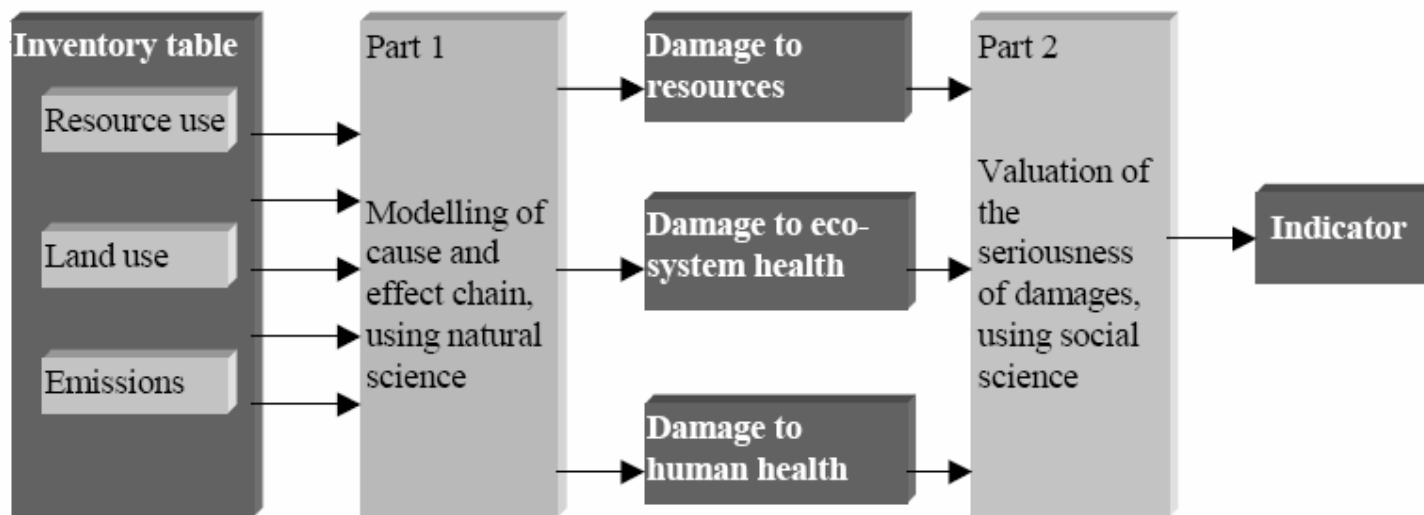 Inventory table
Resource use
Land use
Emissions
Part 1
Modelling of
cause and
effect chain,
using natural
science
Damage to
resources
Damage to eco-
system health
Damage to
human health
Part 2
Valuation of
the
seriousness
of damages,
using social
science
Indicator